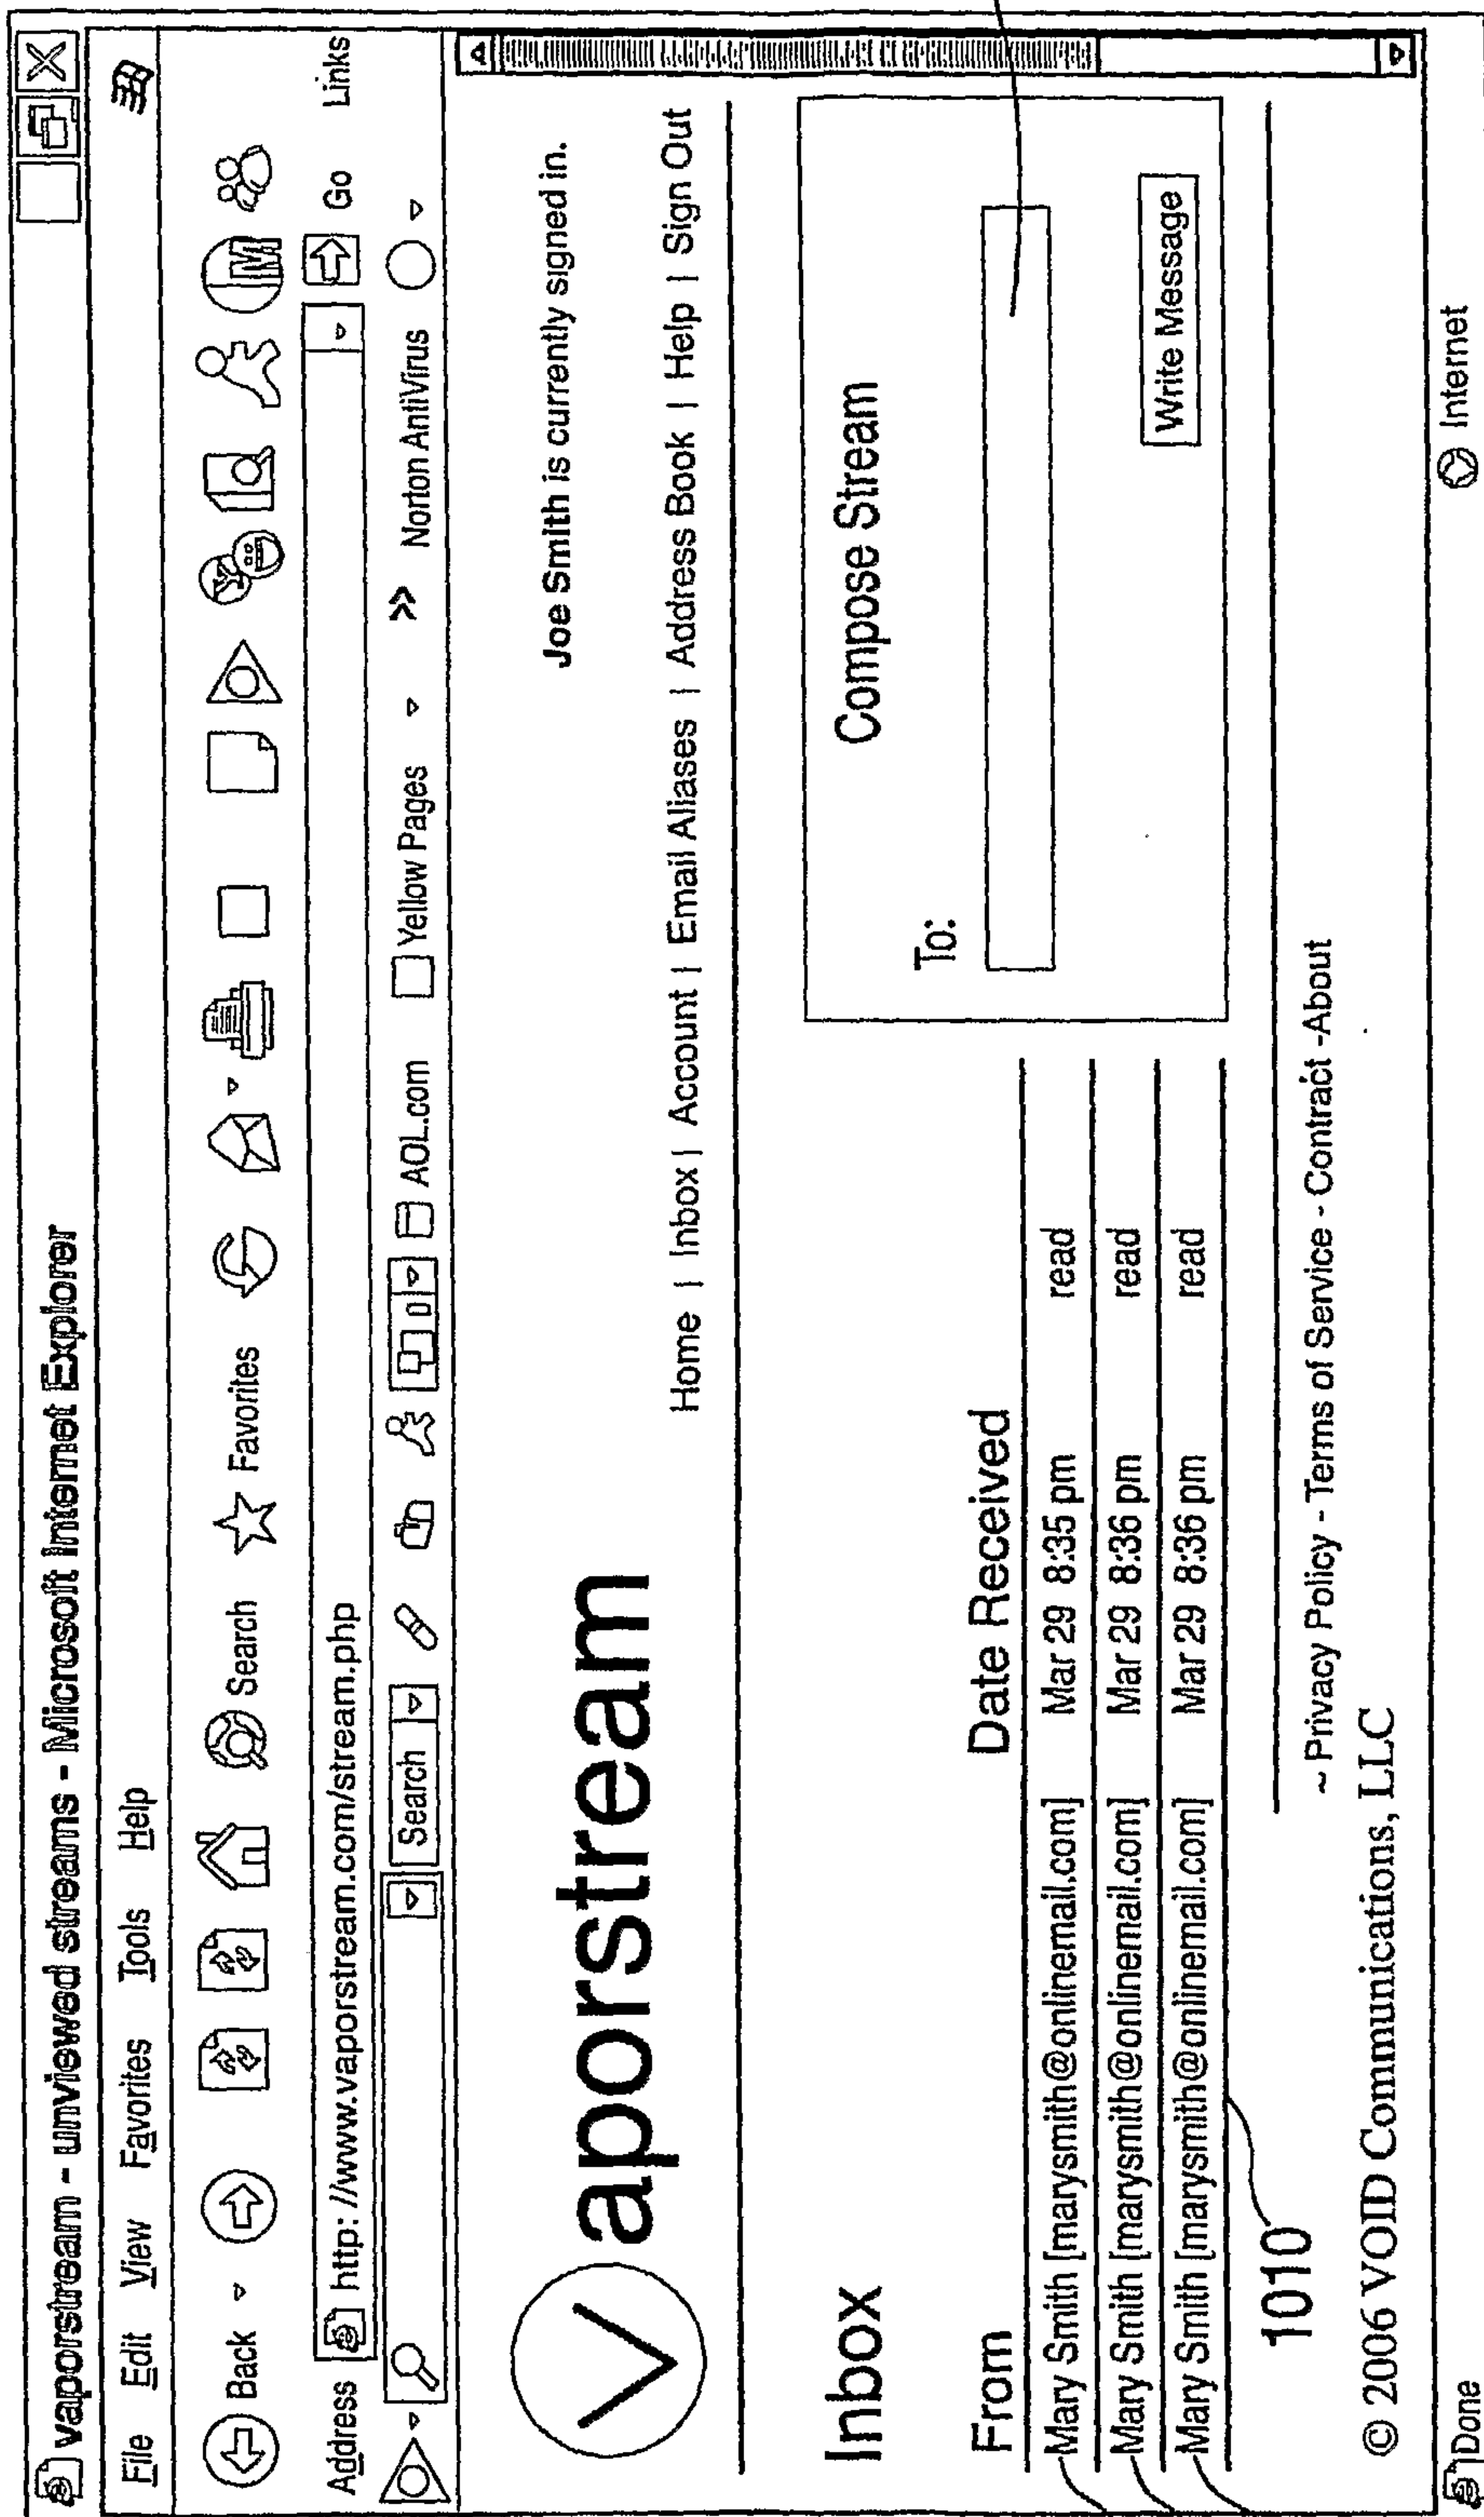 vaporstream - unviewed streams - Microsoft Internet Explorer
File Edit View Favorites Tools Help
Back Search Favorites
Address http: //www.vaporstream.com/stream.php Go Links
Search AOL.com Yellow Pages >> Norton AntiVirus
vaporstream
Joe Smith is currently signed in.
Home | Inbox | Account | Email Aliases | Address Book | Help | Sign Out
Inbox
Compose Stream
From Date Received
To:
Mary Smith [marysmith@onlinemail.com] Mar 29 8:35 pm read
Mary Smith [marysmith@onlinemail.com] Mar 29 8:36 pm read
Mary Smith [marysmith@onlinemail.com] Mar 29 8:36 pm read
Write Message
1010
~ Privacy Policy - Terms of Service - Contract -About
© 2006 VOID Communications, LLC
Done Internet